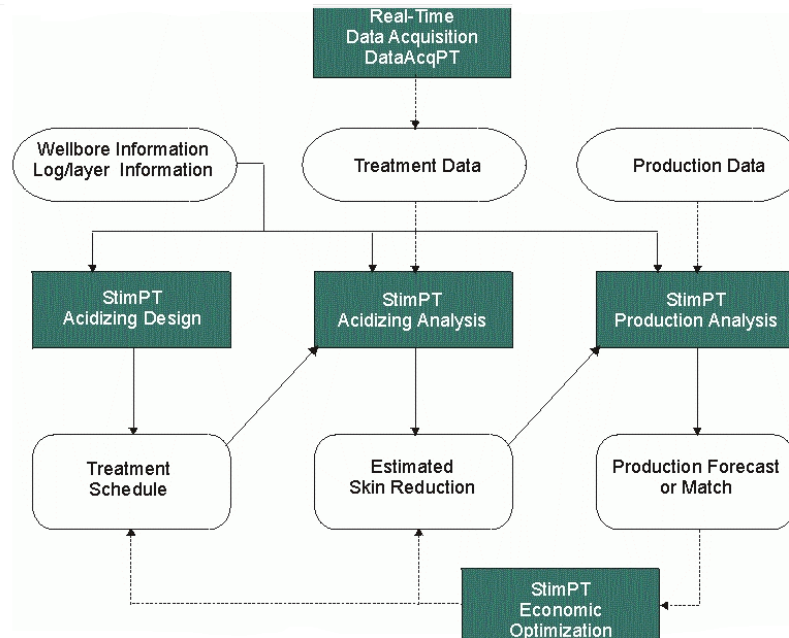 Real-Time
Data Acquisition
DataAcqPT
Wellbore Information
Log/layer Information
Treatment Data
Production Data
StimPT
Acidizing Design
StimPT
Acidizing Analysis
StimPT
Production Analysis
Treatment
Schedule
Estimated
Skin Reduction
Production Forecast
or Match
StimPT
Economic
Optimization